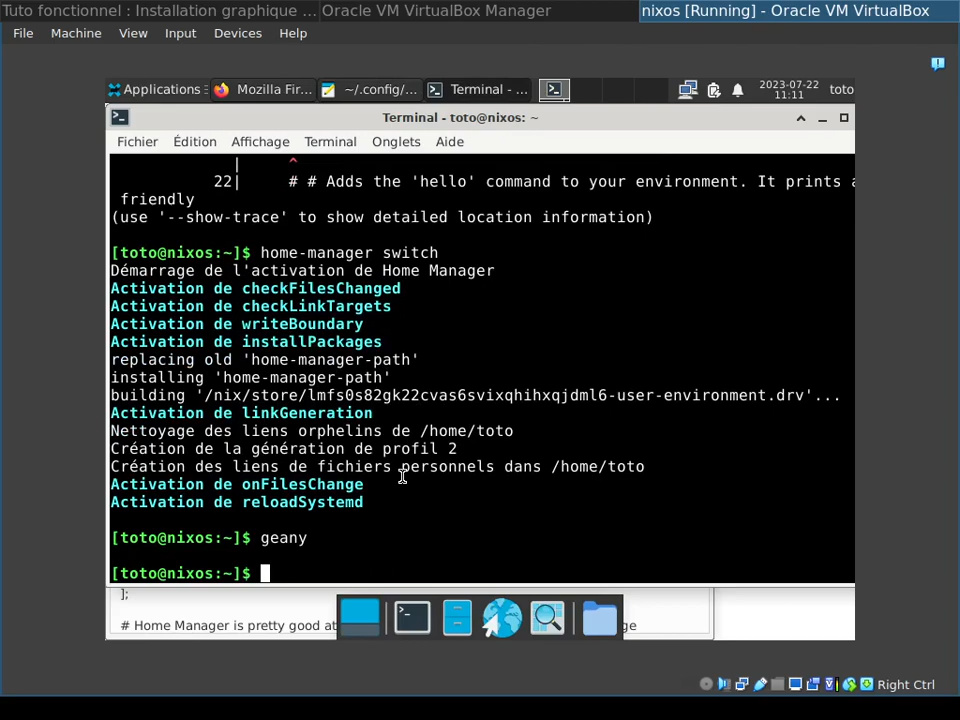 Tuto fonctionnel : Installation graphique ...
Oracle VM VirtualBox Manager
nixos [Running] - Oracle VM VirtualBox
File Machine View Input Devices Help
Applications
Mozilla Fir...
~/.config/...
Terminal - ...
2023-07-22
11:11
toto
Terminal - toto@nixos: ~
Fichier Édition Affichage Terminal Onglets Aide
| ^
22| # # Adds the 'hello' command to your environment. It prints a
friendly
(use '--show-trace' to show detailed location information)
[toto@nixos:~]$ home-manager switch
Démarrage de l'activation de Home Manager
Activation de checkFilesChanged
Activation de checkLinkTargets
Activation de writeBoundary
Activation de installPackages
replacing old 'home-manager-path'
installing 'home-manager-path'
building '/nix/store/lmfs0s82gk22cvas6svixqhihxqjdml6-user-environment.drv'...
Activation de linkGeneration
Nettoyage des liens orphelins de /home/toto
Création de la génération de profil 2
Création des liens de fichiers personnels dans /home/toto
Activation de onFilesChange
Activation de reloadSystemd
[toto@nixos:~]$ geany
[toto@nixos:~]$
];
# Home Manager is pretty good at
Right Ctrl